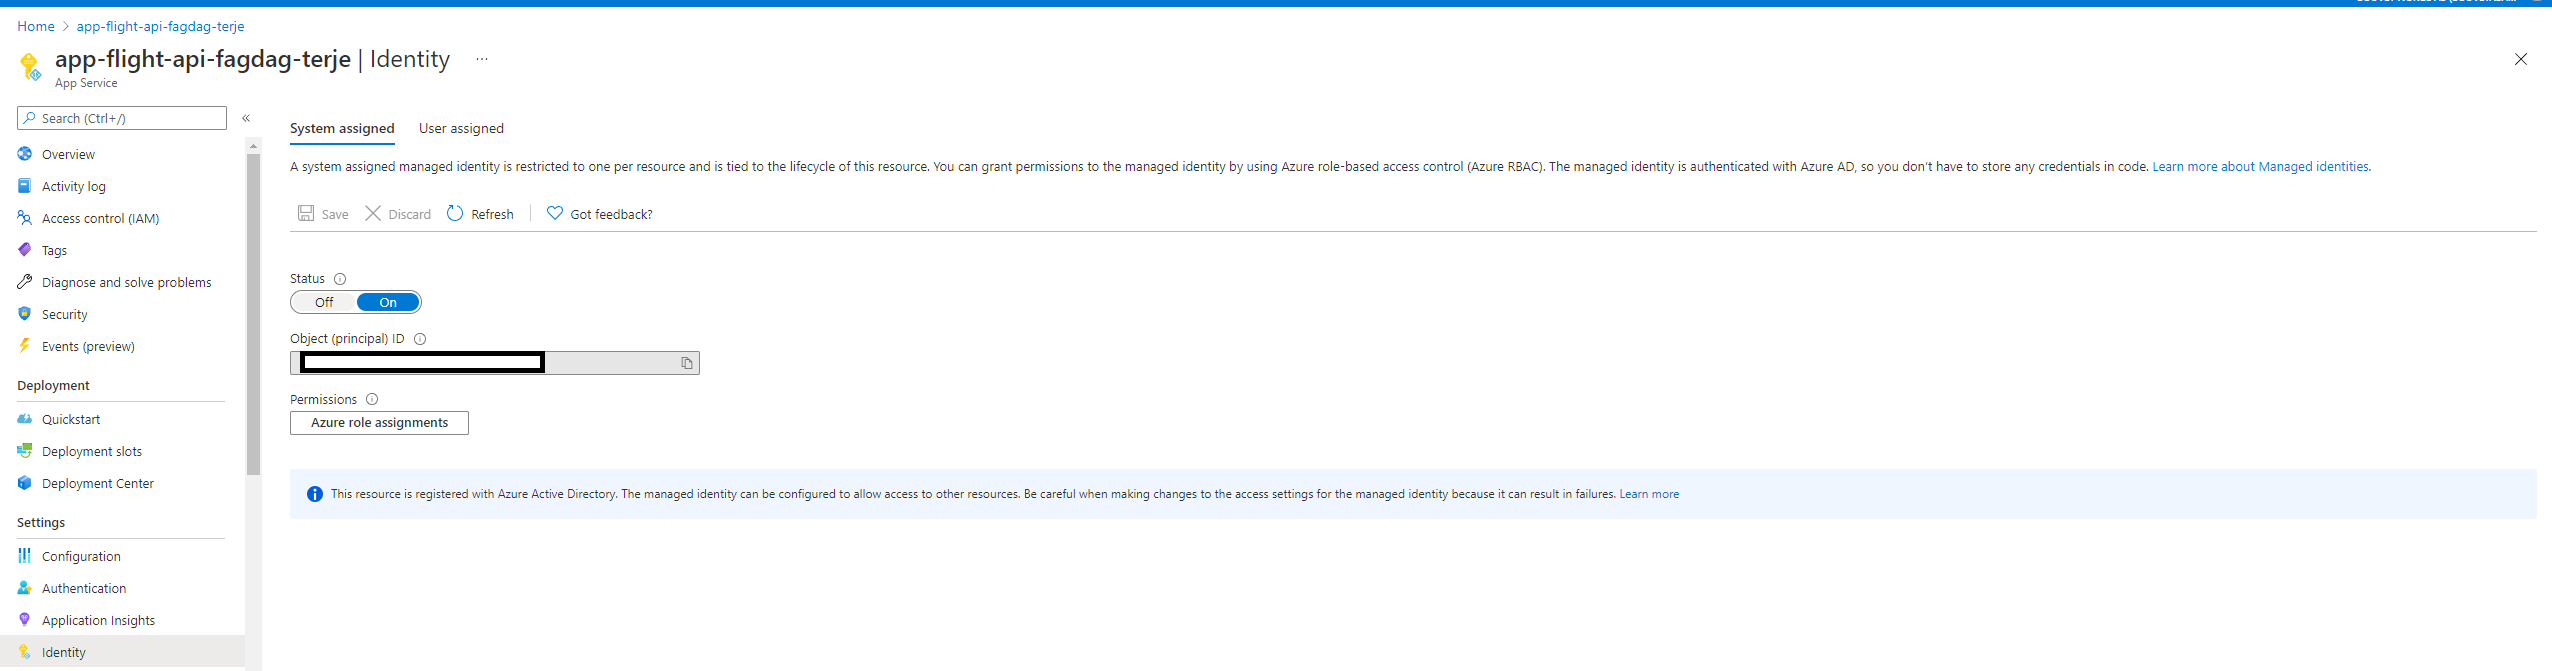 Home > app-flight-api-fagdag-terje
app-flight-api-fagdag-terje | Identity ...
App Service
Search (Ctrl+/)
«
Overview
Activity log
Access control (IAM)
Tags
Diagnose and solve problems
Security
Events (preview)
Deployment
Quickstart
Deployment slots
Deployment Center
Settings
Configuration
Authentication
Application Insights
Identity
System assigned User assigned
A system assigned managed identity is restricted to one per resource and is tied to the lifecycle of this resource. You can grant permissions to the managed identity by using Azure role-based access control (Azure RBAC). The managed identity is authenticated with Azure AD, so you don't have to store any credentials in code. Learn more about Managed identities.
Save Discard Refresh Got feedback?
Status
Off On
Object (principal) ID
Permissions
Azure role assignments
This resource is registered with Azure Active Directory. The managed identity can be configured to allow access to other resources. Be careful when making changes to the access settings for the managed identity because it can result in failures. Learn more